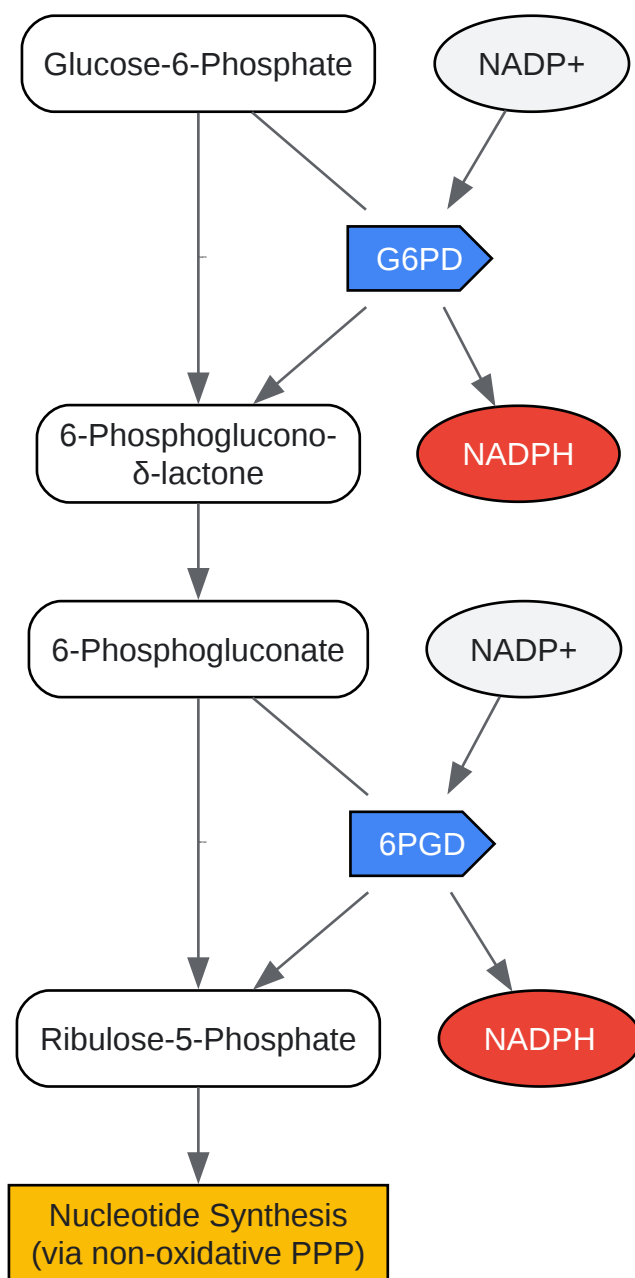 Glucose-6-Phosphate
NADP+
G6PD
6-Phosphoglucono-
δ-lactone
NADPH
6-Phosphogluconate
NADP+
6PGD
Ribulose-5-Phosphate
NADPH
Nucleotide Synthesis
(via non-oxidative PPP)